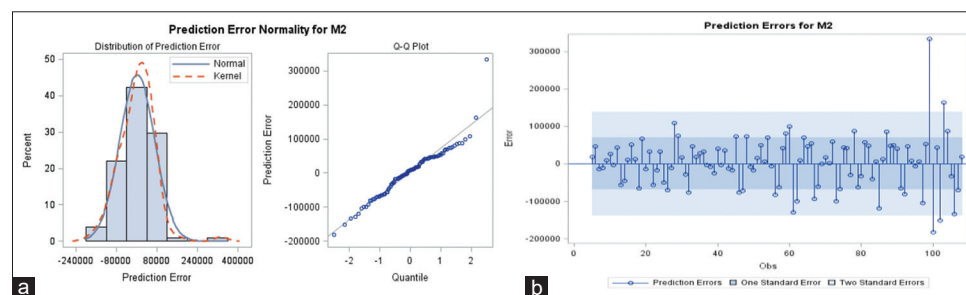 Prediction Error Normality for M2
Distribution of Prediction Error
Normal
Kernel
50
40
30
20
10
0
Percent
-240000 -80000 80000 240000 400000
Prediction Error
a
Q-Q Plot
300000
200000
100000
0
-100000
-200000
Prediction Error
-2 -1 0 1 2
Quantile
Prediction Errors for M2
300000
200000
100000
0
-100000
-200000
Error
0 20 40 60 80 100
Obs
Prediction Errors One Standard Error Two Standard Errors
b